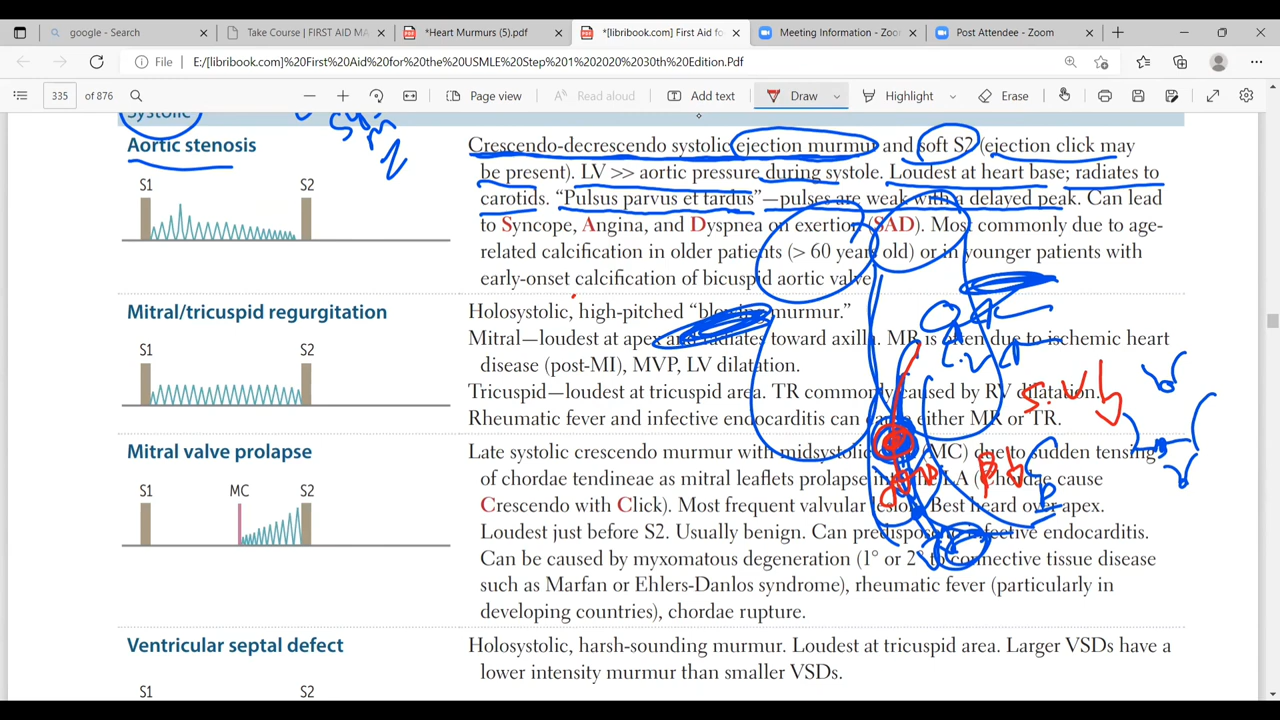 google - Search
Take Course | FIRST AID MA
*Heart Murmurs (5).pdf
*[libribook.com] First Aid fo
Meeting Information - Zoo
Post Attendee - Zoom
File
E:/[libribook.com]%20First%20Aid%20for%20the%20USMLE%20Step%201%202020%2030th%20Edition.Pdf
335 of 876
Page view
Read aloud
Add text
Draw
Highlight
Erase
Systolic
Aortic stenosis
S1 S2
Crescendo-decrescendo systolic ejection murmur and soft S2 (ejection click may
be present). LV >> aortic pressure during systole. Loudest at heart base; radiates to
carotids. “Pulsus parvus et tardus”—pulses are weak with a delayed peak. Can lead
to Syncope, Angina, and Dyspnea on exertion (SAD). Most commonly due to age-
related calcification in older patients (> 60 years old) or in younger patients with
early-onset calcification of bicuspid aortic valve
Mitral/tricuspid regurgitation
S1 S2
Holosystolic, high-pitched “blowing murmur.”
Mitral—loudest at apex and radiates toward axilla. MR is often due to ischemic heart
disease (post-MI), MVP, LV dilatation.
Tricuspid—loudest at tricuspid area. TR commonly caused by RV dilatation.
Rheumatic fever and infective endocarditis can cause either MR or TR.
Mitral valve prolapse
S1 MC S2
Late systolic crescendo murmur with midsystolic (MC) due to sudden tensing
of chordae tendineae as mitral leaflets prolapse into the LA (Chordae cause
Crescendo with Click). Most frequent valvular lesion. Best heard over apex.
Loudest just before S2. Usually benign. Can predispose to infective endocarditis.
Can be caused by myxomatous degeneration (1° or 2° to connective tissue disease
such as Marfan or Ehlers-Danlos syndrome), rheumatic fever (particularly in
developing countries), chordae rupture.
Ventricular septal defect
S1 S2
Holosystolic, harsh-sounding murmur. Loudest at tricuspid area. Larger VSDs have a
lower intensity murmur than smaller VSDs.